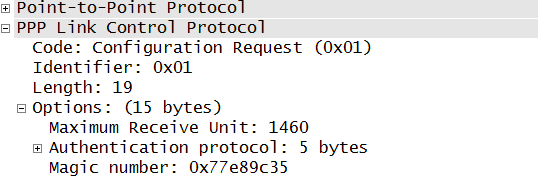 Point-to-Point Protocol
PPP Link Control Protocol
Code: Configuration Request (0x01)
Identifier: 0x01
Length: 19
Options: (15 bytes)
Maximum Receive Unit: 1460
Authentication protocol: 5 bytes
Magic number: 0x77e89c35